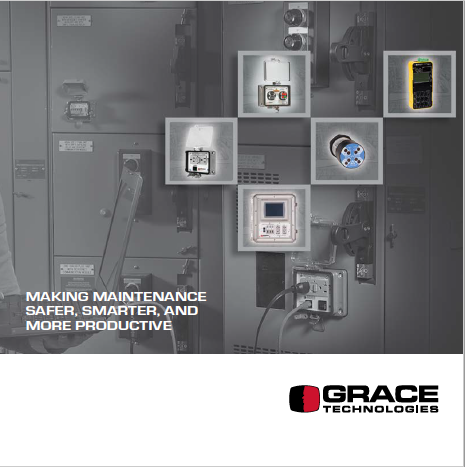 MAKING MAINTENANCE
SAFER, SMARTER, AND
MORE PRODUCTIVE
GRACE
TECHNOLOGIES